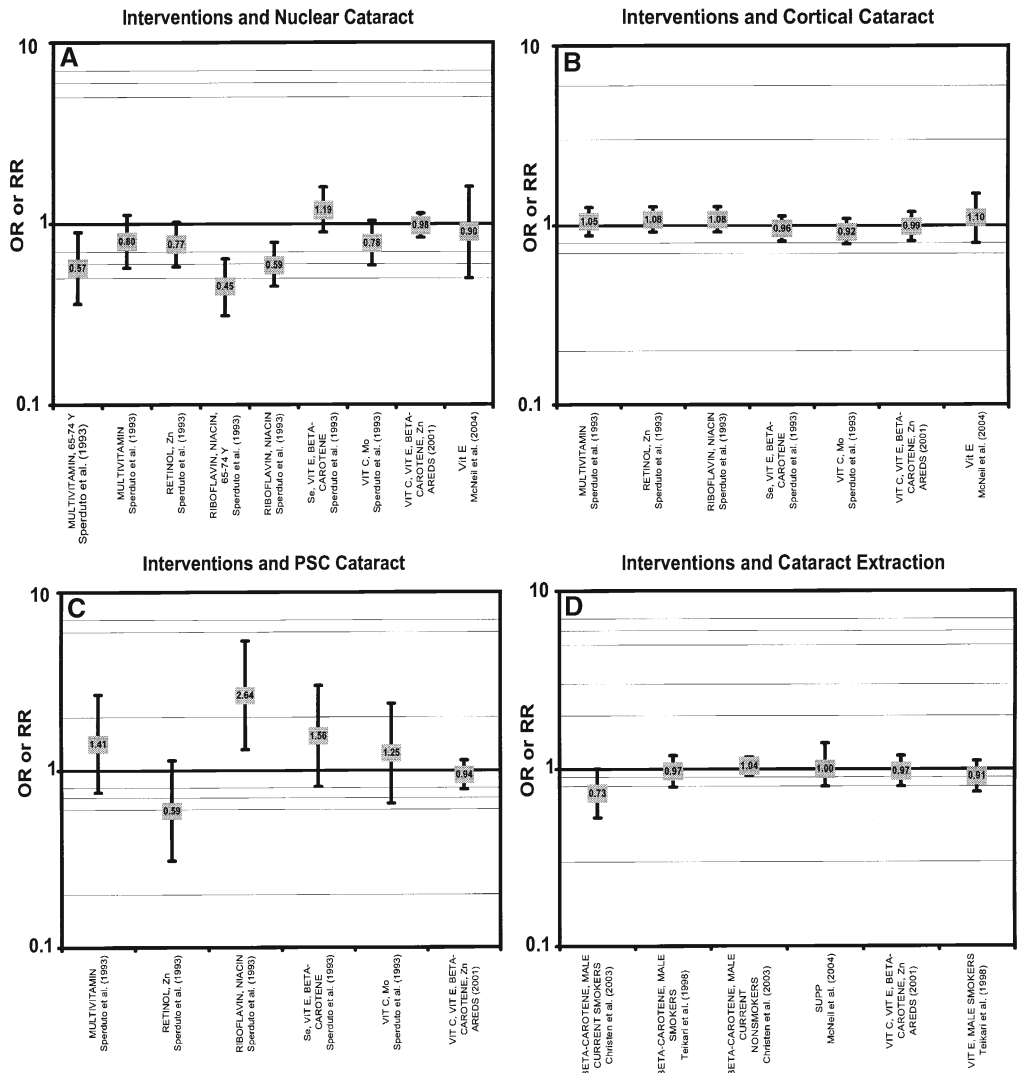 Interventions and Nuclear Cataract
A
10
1
0.1
OR or RR
0.57
0.80
0.77
0.45
0.59
1.19
0.78
0.98
0.90
MULTIVITAMIN, 65-74 Y
Sperduto et al. (1993)
MULTIVITAMIN
Sperduto et al. (1993)
RETINOL, Zn
Sperduto et al. (1993)
RIBOFLAVIN, NIACIN,
65-74 Y
Sperduto et al. (1993)
RIBOFLAVIN, NIACIN
Sperduto et al. (1993)
Se, VIT E, BETA-
CAROTENE
Sperduto et al. (1993)
VIT C, Mo
Sperduto et al. (1993)
VIT C, VIT E, BETA-
CAROTENE, Zn
AREDS (2001)
Vit E
McNeil et al. (2004)
Interventions and Cortical Cataract
B
10
1
0.1
OR or RR
1.05
1.08
1.08
0.96
0.92
0.99
1.10
MULTIVITAMIN
Sperduto et al. (1993)
RETINOL, Zn
Sperduto et al. (1993)
RIBOFLAVIN, NIACIN
Sperduto et al. (1993)
Se, VIT E, BETA-
CAROTENE
Sperduto et al. (1993)
VIT C, Mo
Sperduto et al. (1993)
VIT C, VIT E, BETA-
CAROTENE, Zn
AREDS (2001)
Vit E
McNeil et al. (2004)
Interventions and PSC Cataract
C
10
1
0.1
OR or RR
1.41
0.59
2.64
1.56
1.25
0.94
MULTIVITAMIN
Sperduto et al. (1993)
RETINOL, Zn
Sperduto et al. (1993)
RIBOFLAVIN, NIACIN
Sperduto et al. (1993)
Se, VIT E, BETA-
CAROTENE
Sperduto et al. (1993)
VIT C, Mo
Sperduto et al. (1993)
VIT C, VIT E, BETA-
CAROTENE, Zn
AREDS (2001)
Interventions and Cataract Extraction
D
10
1
0.1
OR or RR
0.73
0.97
1.04
1.00
0.97
0.91
BETA-CAROTENE, MALE
CURRENT SMOKERS
Christen et al. (2003)
BETA-CAROTENE, MALE
SMOKERS
Teikari et al. (1998)
BETA-CAROTENE, MALE
CURRENT
NONSMOKERS
Christen et al. (2003)
SUPP
McNeil et al. (2004)
VIT C, VIT E, BETA-
CAROTENE, Zn
AREDS (2001)
VIT E, MALE SMOKERS
Teikari et al. (1998)